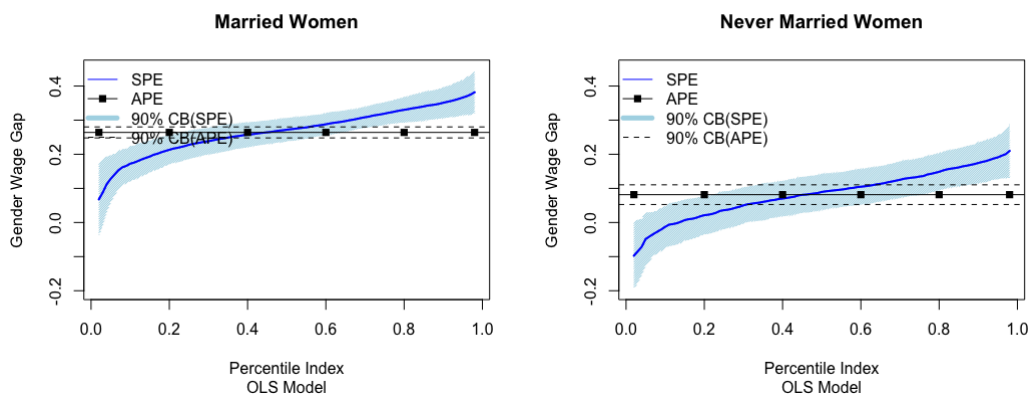 Married Women
SPE
APE
90% CB(SPE)
90% CB(APE)
Gender Wage Gap
-0.2
0.0
0.2
0.4
0.0 0.2 0.4 0.6 0.8 1.0
Percentile Index
OLS Model
Never Married Women
SPE
APE
90% CB(SPE)
90% CB(APE)
Gender Wage Gap
-0.2
0.0
0.2
0.4
0.0 0.2 0.4 0.6 0.8 1.0
Percentile Index
OLS Model